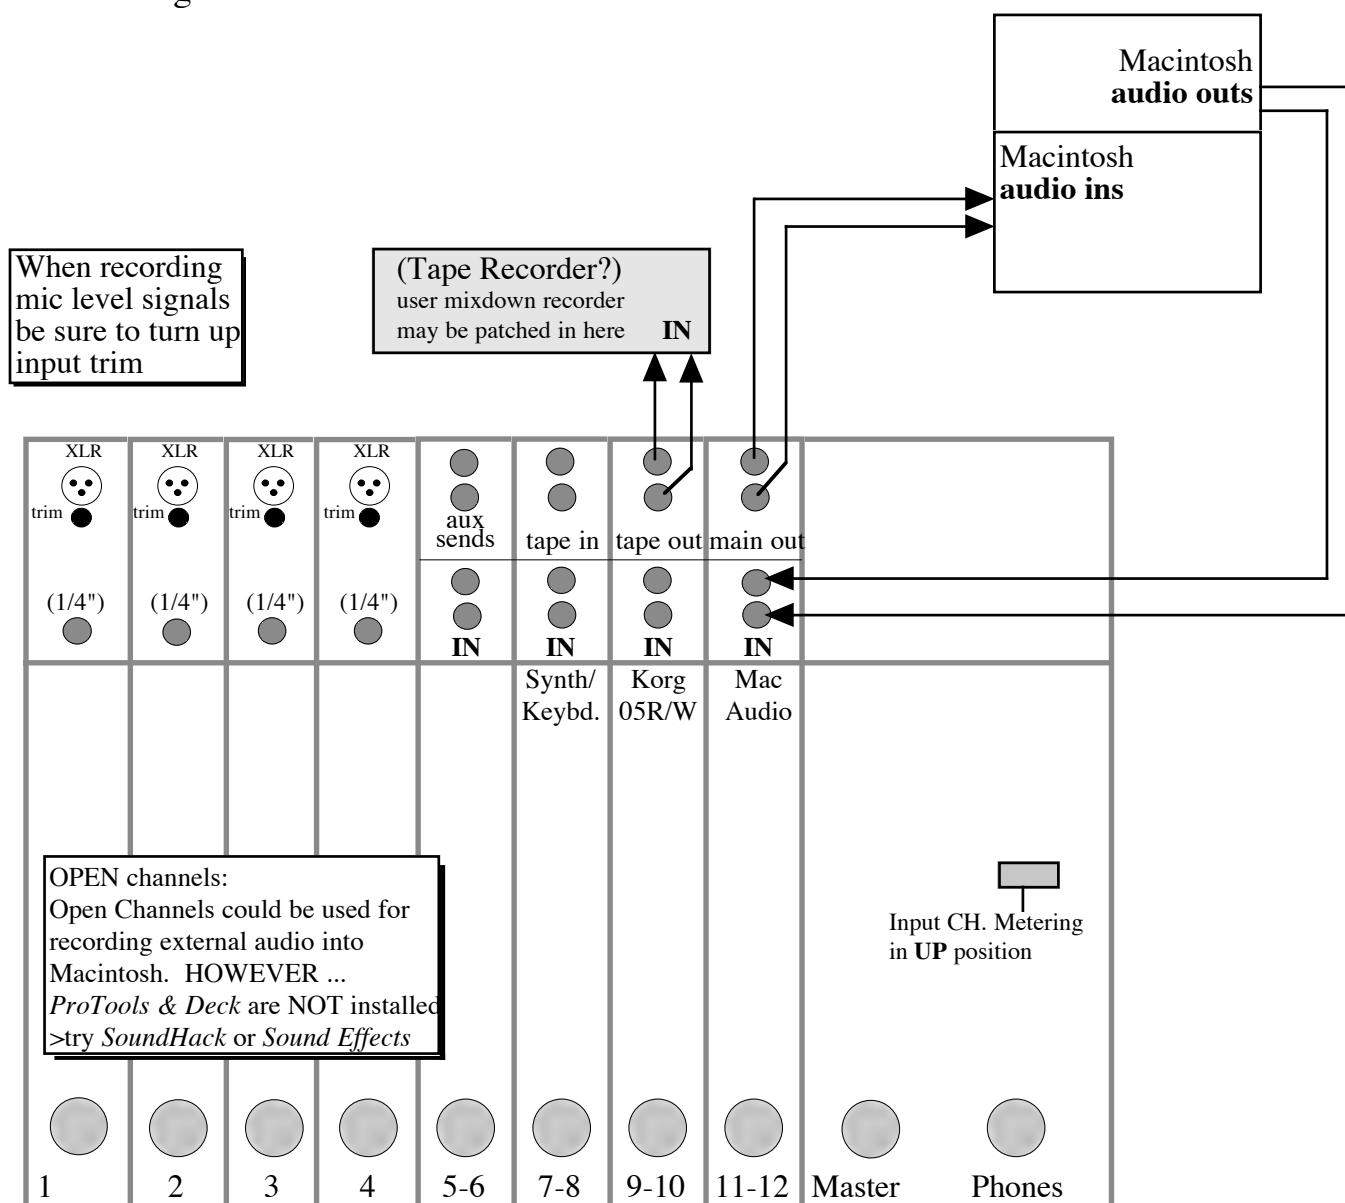 Macintosh
audio outs
Macintosh
audio ins
When recording
mic level signals
be sure to turn up
input trim
(Tape Recorder?)
user mixdown recorder
may be patched in here IN
XLR XLR XLR XLR
trim trim trim trim
aux
sends tape in tape out main out
(1/4") (1/4") (1/4") (1/4")
IN IN IN IN
Synth/
Keybd.
Korg
05R/W
Mac
Audio
OPEN channels:
Open Channels could be used for
recording external audio into
Macintosh. HOWEVER ...
ProTools & Deck are NOT installed
>try SoundHack or Sound Effects
Input CH. Metering
in UP position
1 2 3 4 5-6 7-8 9-10 11-12 Master Phones